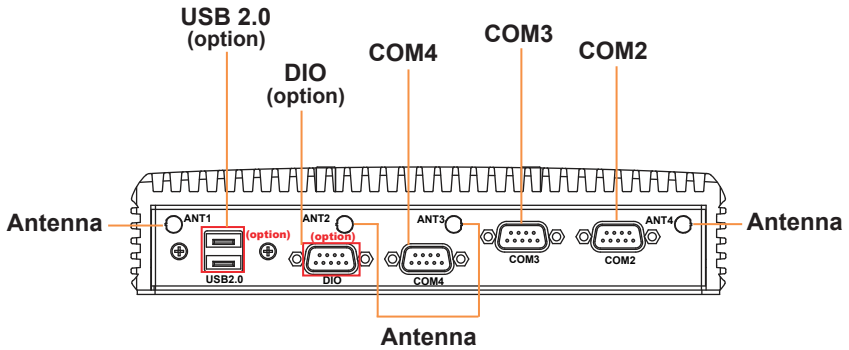 USB 2.0
(option)
DIO
(option)
COM4
COM3
COM2
Antenna
ANT1
ANT2
ANT3
ANT4
Antenna
(option)
(option)
USB2.0
DIO
COM4
COM3
COM2
Antenna